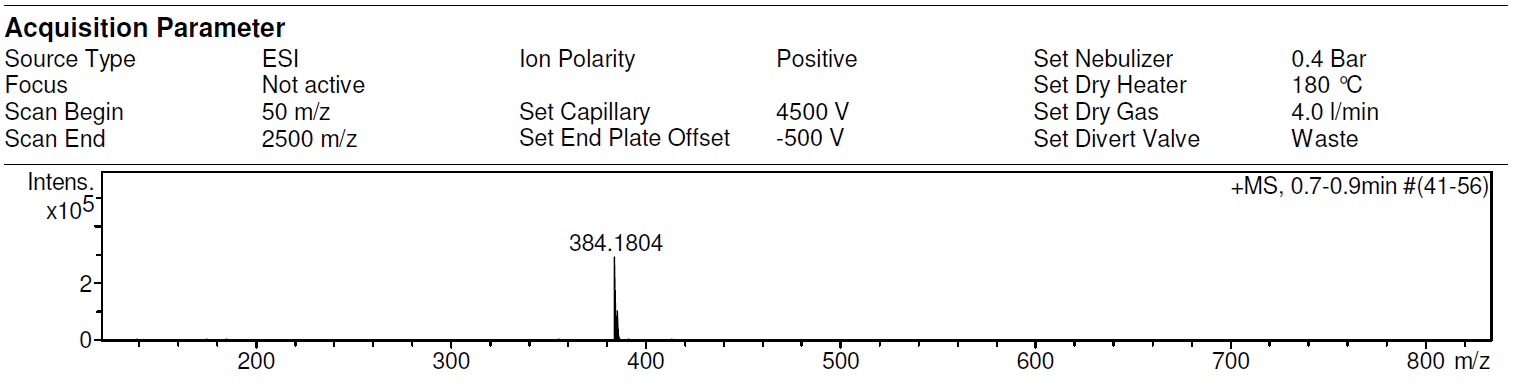 Acquisition Parameter
Source Type ESI Ion Polarity Positive Set Nebulizer 0.4 Bar
Focus Not active Set Dry Heater 180 °C
Scan Begin 50 m/z Set Capillary 4500 V Set Dry Gas 4.0 l/min
Scan End 2500 m/z Set End Plate Offset -500 V Set Divert Valve Waste
Intens. +MS, 0.7-0.9min #(41-56)
x10⁵
384.1804
2
0
200 300 400 500 600 700 800 m/z